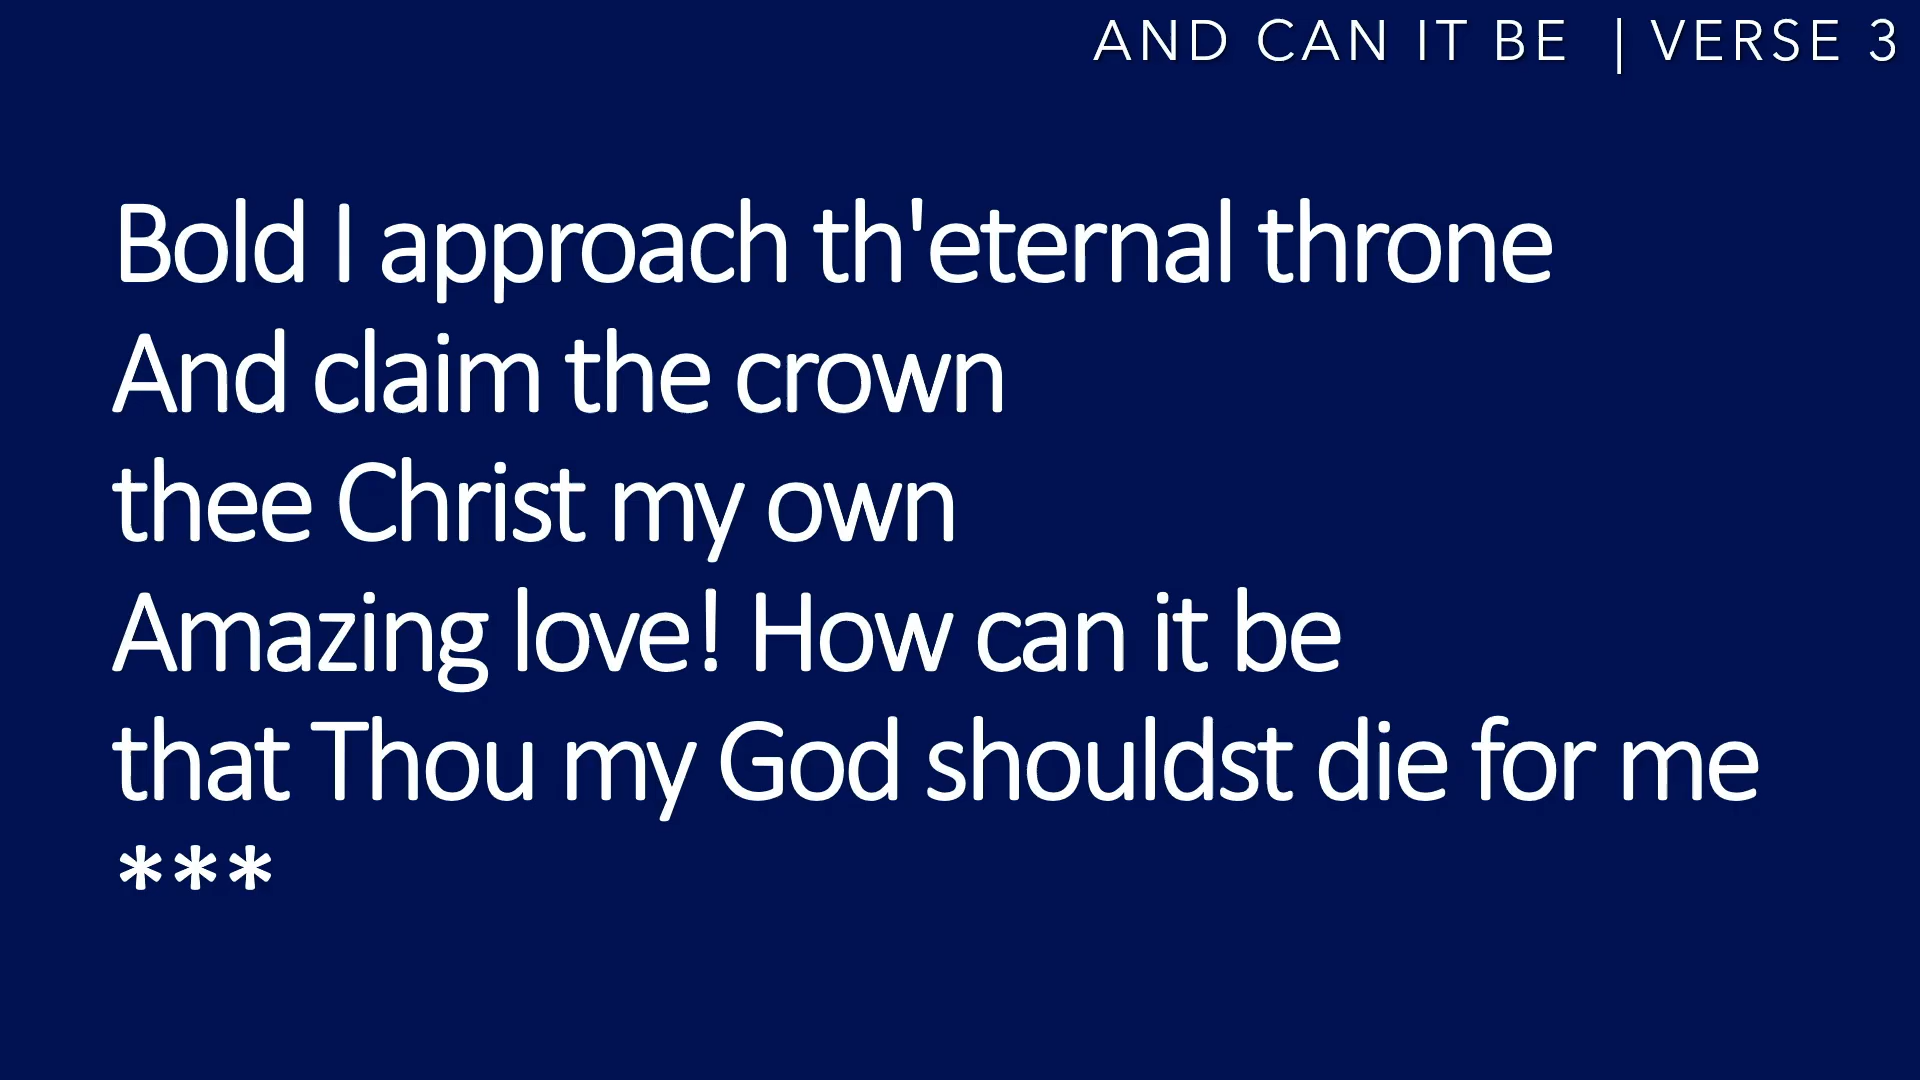 AND CAN IT BE | VERSE 3
Bold I approach th'eternal throne
And claim the crown
thee Christ my own
Amazing love! How can it be
that Thou my God shouldst die for me
***